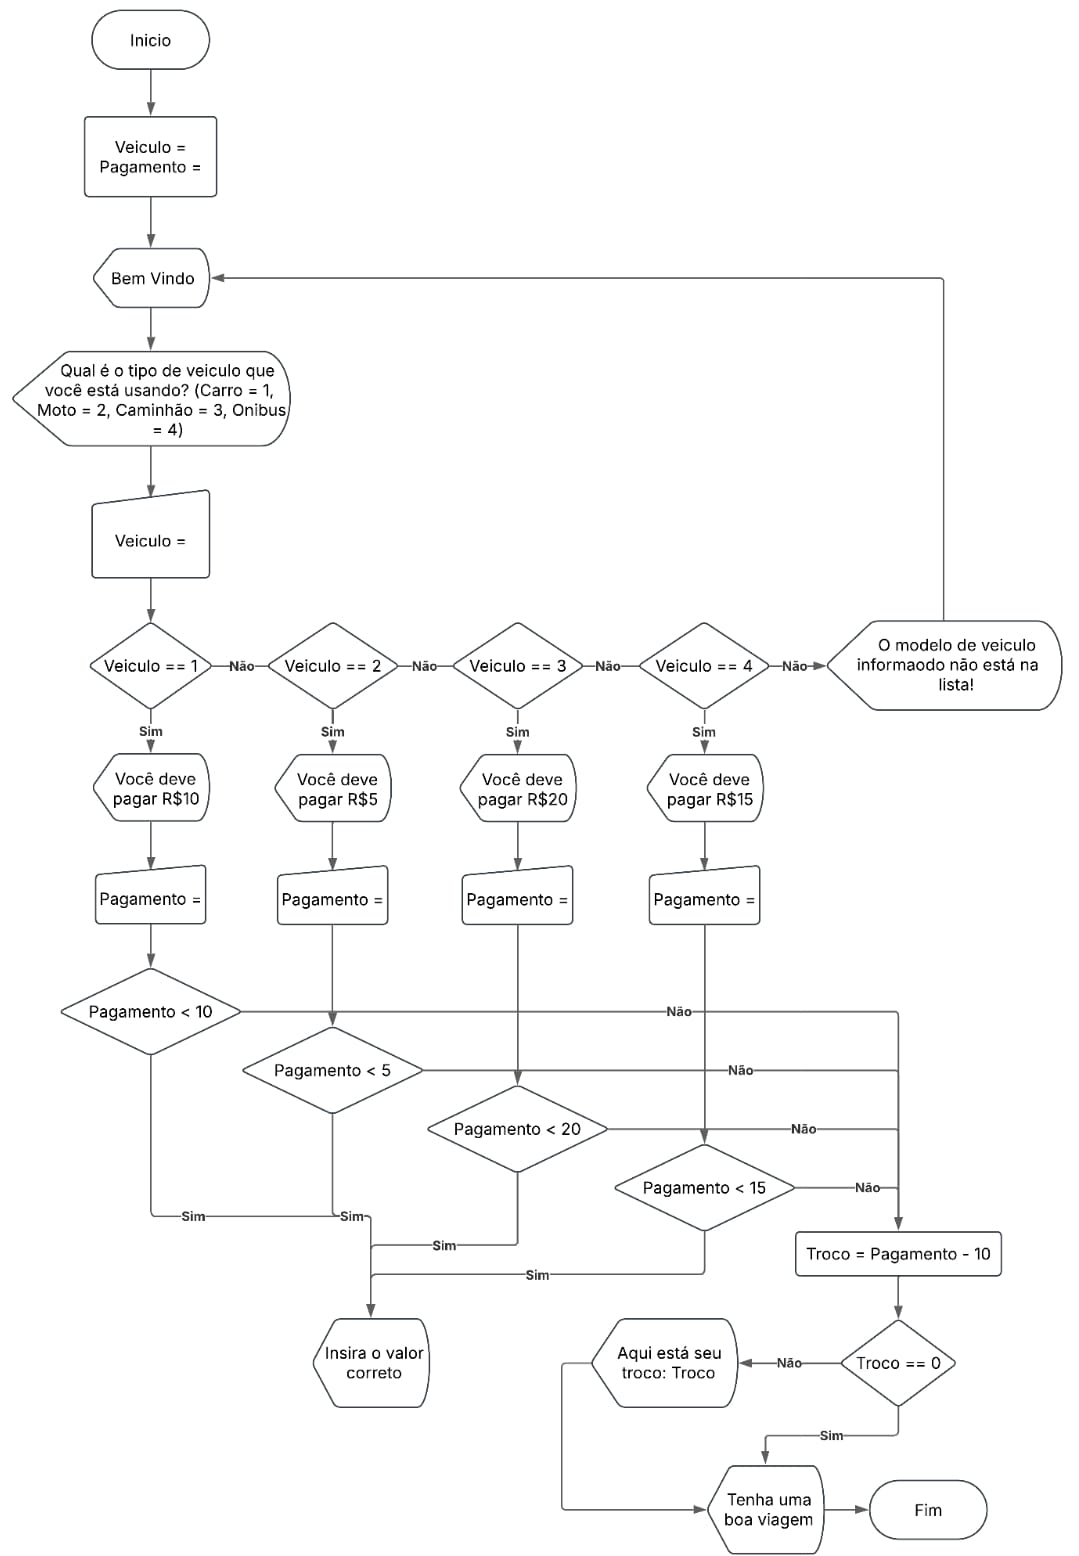 Inicio
Veiculo =
Pagamento =
Bem Vindo
Qual é o tipo de veiculo que
você está usando? (Carro = 1,
Moto = 2, Caminhão = 3, Onibus
= 4)
Veiculo =
Veiculo == 1
Não
Veiculo == 2
Não
Veiculo == 3
Não
Veiculo == 4
Não
O modelo de veiculo
informaodo não está na
lista!
Sim
Sim
Sim
Sim
Você deve
pagar R$10
Você deve
pagar R$5
Você deve
pagar R$20
Você deve
pagar R$15
Pagamento =
Pagamento =
Pagamento =
Pagamento =
Pagamento < 10
Não
Pagamento < 5
Não
Pagamento < 20
Não
Pagamento < 15
Não
Sim
Sim
Sim
Sim
Troco = Pagamento - 10
Insira o valor
correto
Aqui está seu
troco: Troco
Não
Troco == 0
Sim
Tenha uma
boa viagem
Fim